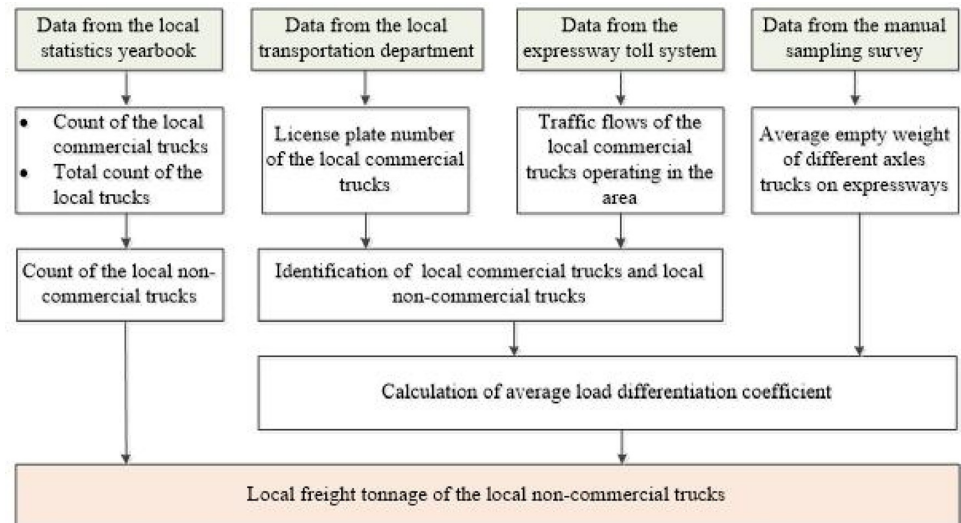 Data from the local
statistics yearbook
Data from the local
transportation department
Data from the
expressway toll system
Data from the manual
sampling survey
• Count of the local
commercial trucks
• Total count of the
local trucks
License plate number
of the local commercial
trucks
Traffic flows of the
local commercial
trucks operating in the
area
Average empty weight
of different axles
trucks on expressways
Count of the local non-
commercial trucks
Identification of local commercial trucks and local
non-commercial trucks
Calculation of average load differentiation coefficient
Local freight tonnage of the local non-commercial trucks